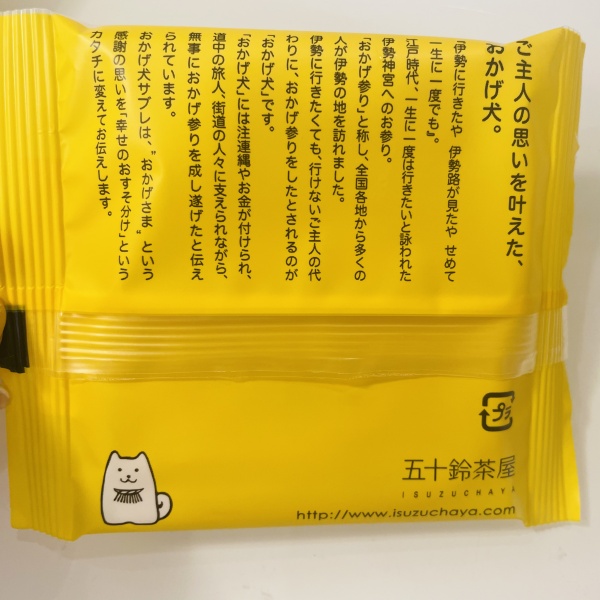 ご主人の思いを叶えた、
おかげ犬。
「伊勢に行きたや 伊勢路が見たや せめて
一生に一度でも』。
江戸時代、一生に一度は行きたいと詠われた
伊勢神宮へのお参り。
「おかげ参り」と称し、全国各地から多くの
人が伊勢の地を訪れました。
伊勢に行きたくても、行けないご主人の代
わりに、おかげ参りをしたとされるのが
「おかげ犬」です。
「おかげ犬」には注連縄やお金が付けられ、
道中の旅人、街道の人々に支えられながら、
無事におかげ参りを成し遂げたと伝え
られています。
おかげ犬サブレは、"おかげさま"という
感謝の思いを「幸せのおすそ分け」という
カタチに変えてお伝えします。
プラ
五十鈴茶屋
ISUZUCHAYA
http://www.isuzuchaya.com